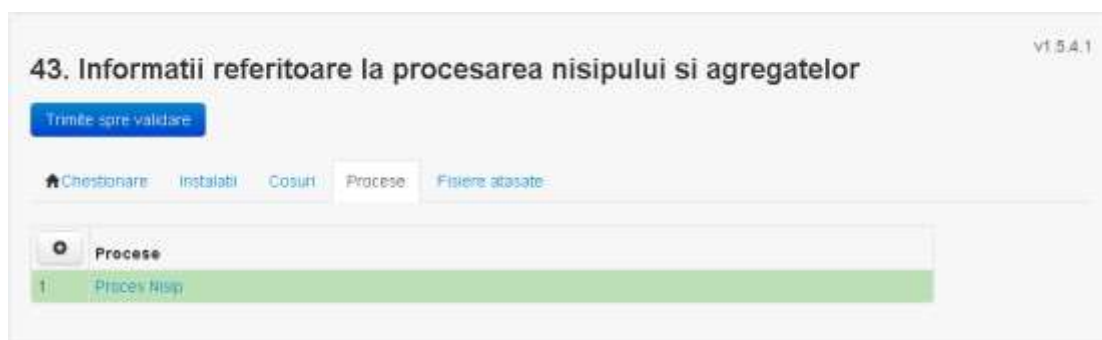 v1.5.4.1
43. Informatii referitoare la procesarea nisipului si agregatelor
Trimite spre validare
Chestionare Instalatii Cosuri Procese Fisiere atasate
Procese
1 Proces Nisip